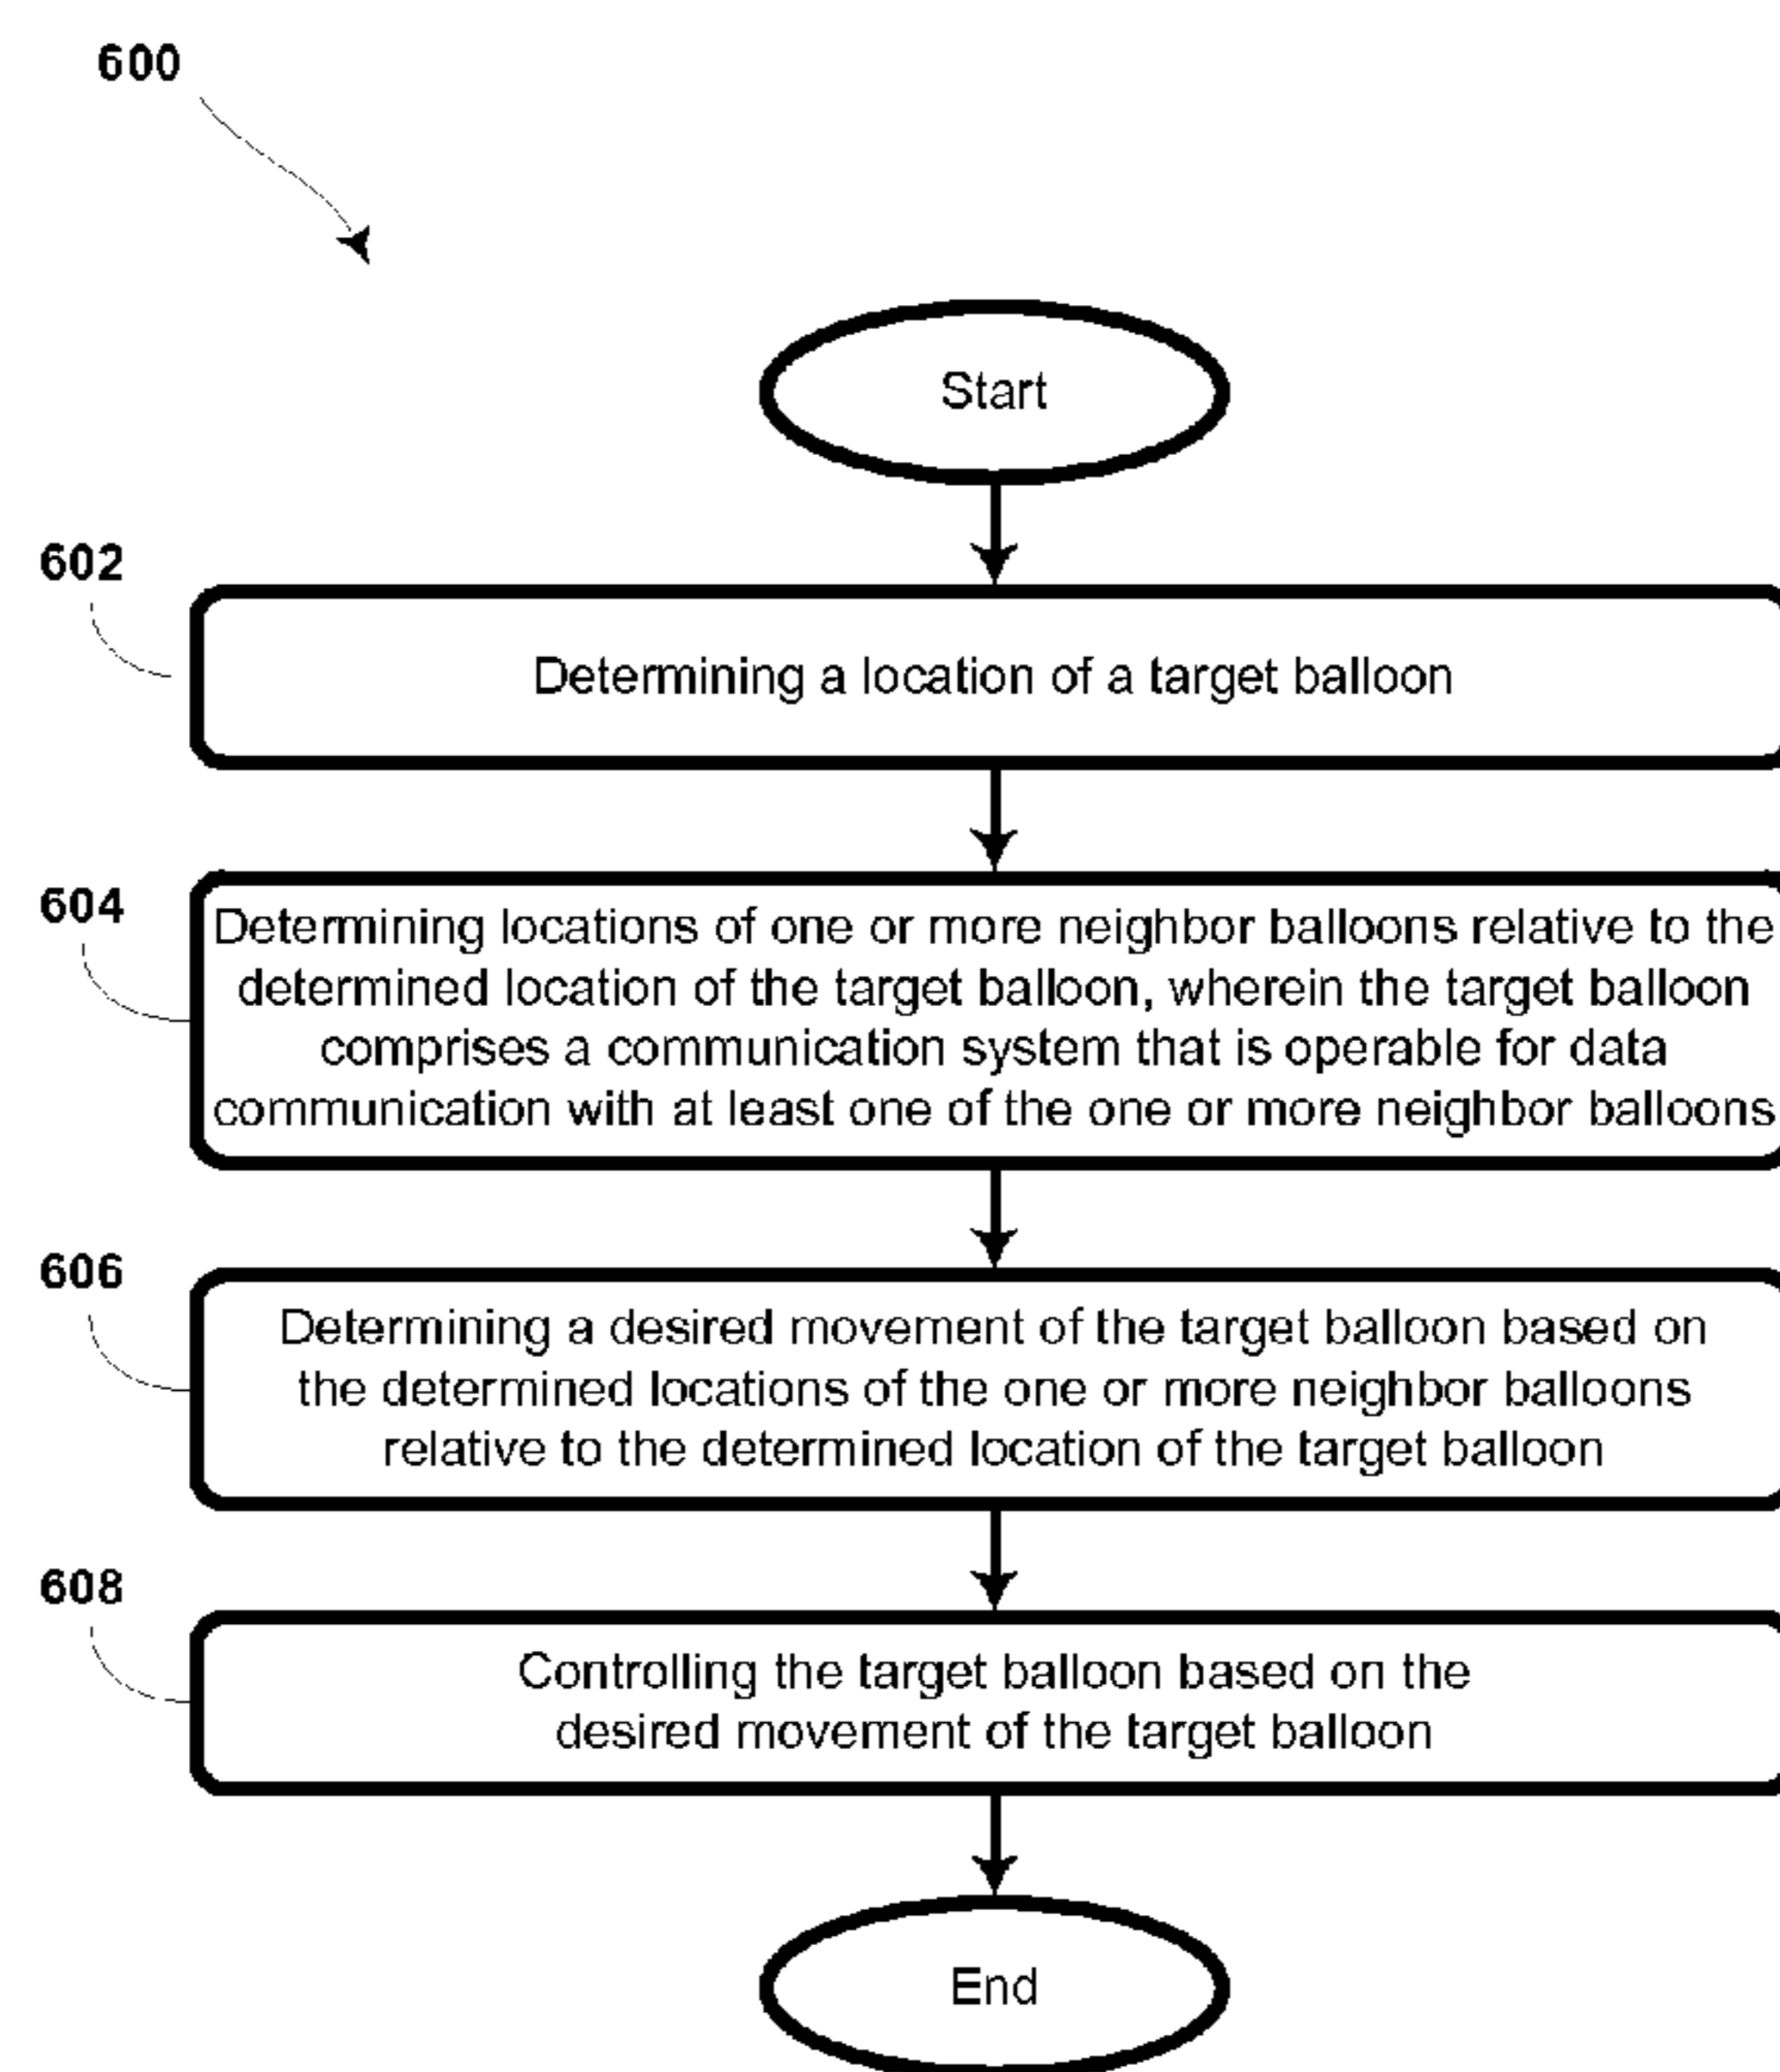 600
Start
602
Determining a location of a target balloon
604
Determining locations of one or more neighbor balloons relative to the
determined location of the target balloon, wherein the target balloon
comprises a communication system that is operable for data
communication with at least one of the one or more neighbor balloons
606
Determining a desired movement of the target balloon based on
the determined locations of the one or more neighbor balloons
relative to the determined location of the target balloon
608
Controlling the target balloon based on the
desired movement of the target balloon
End